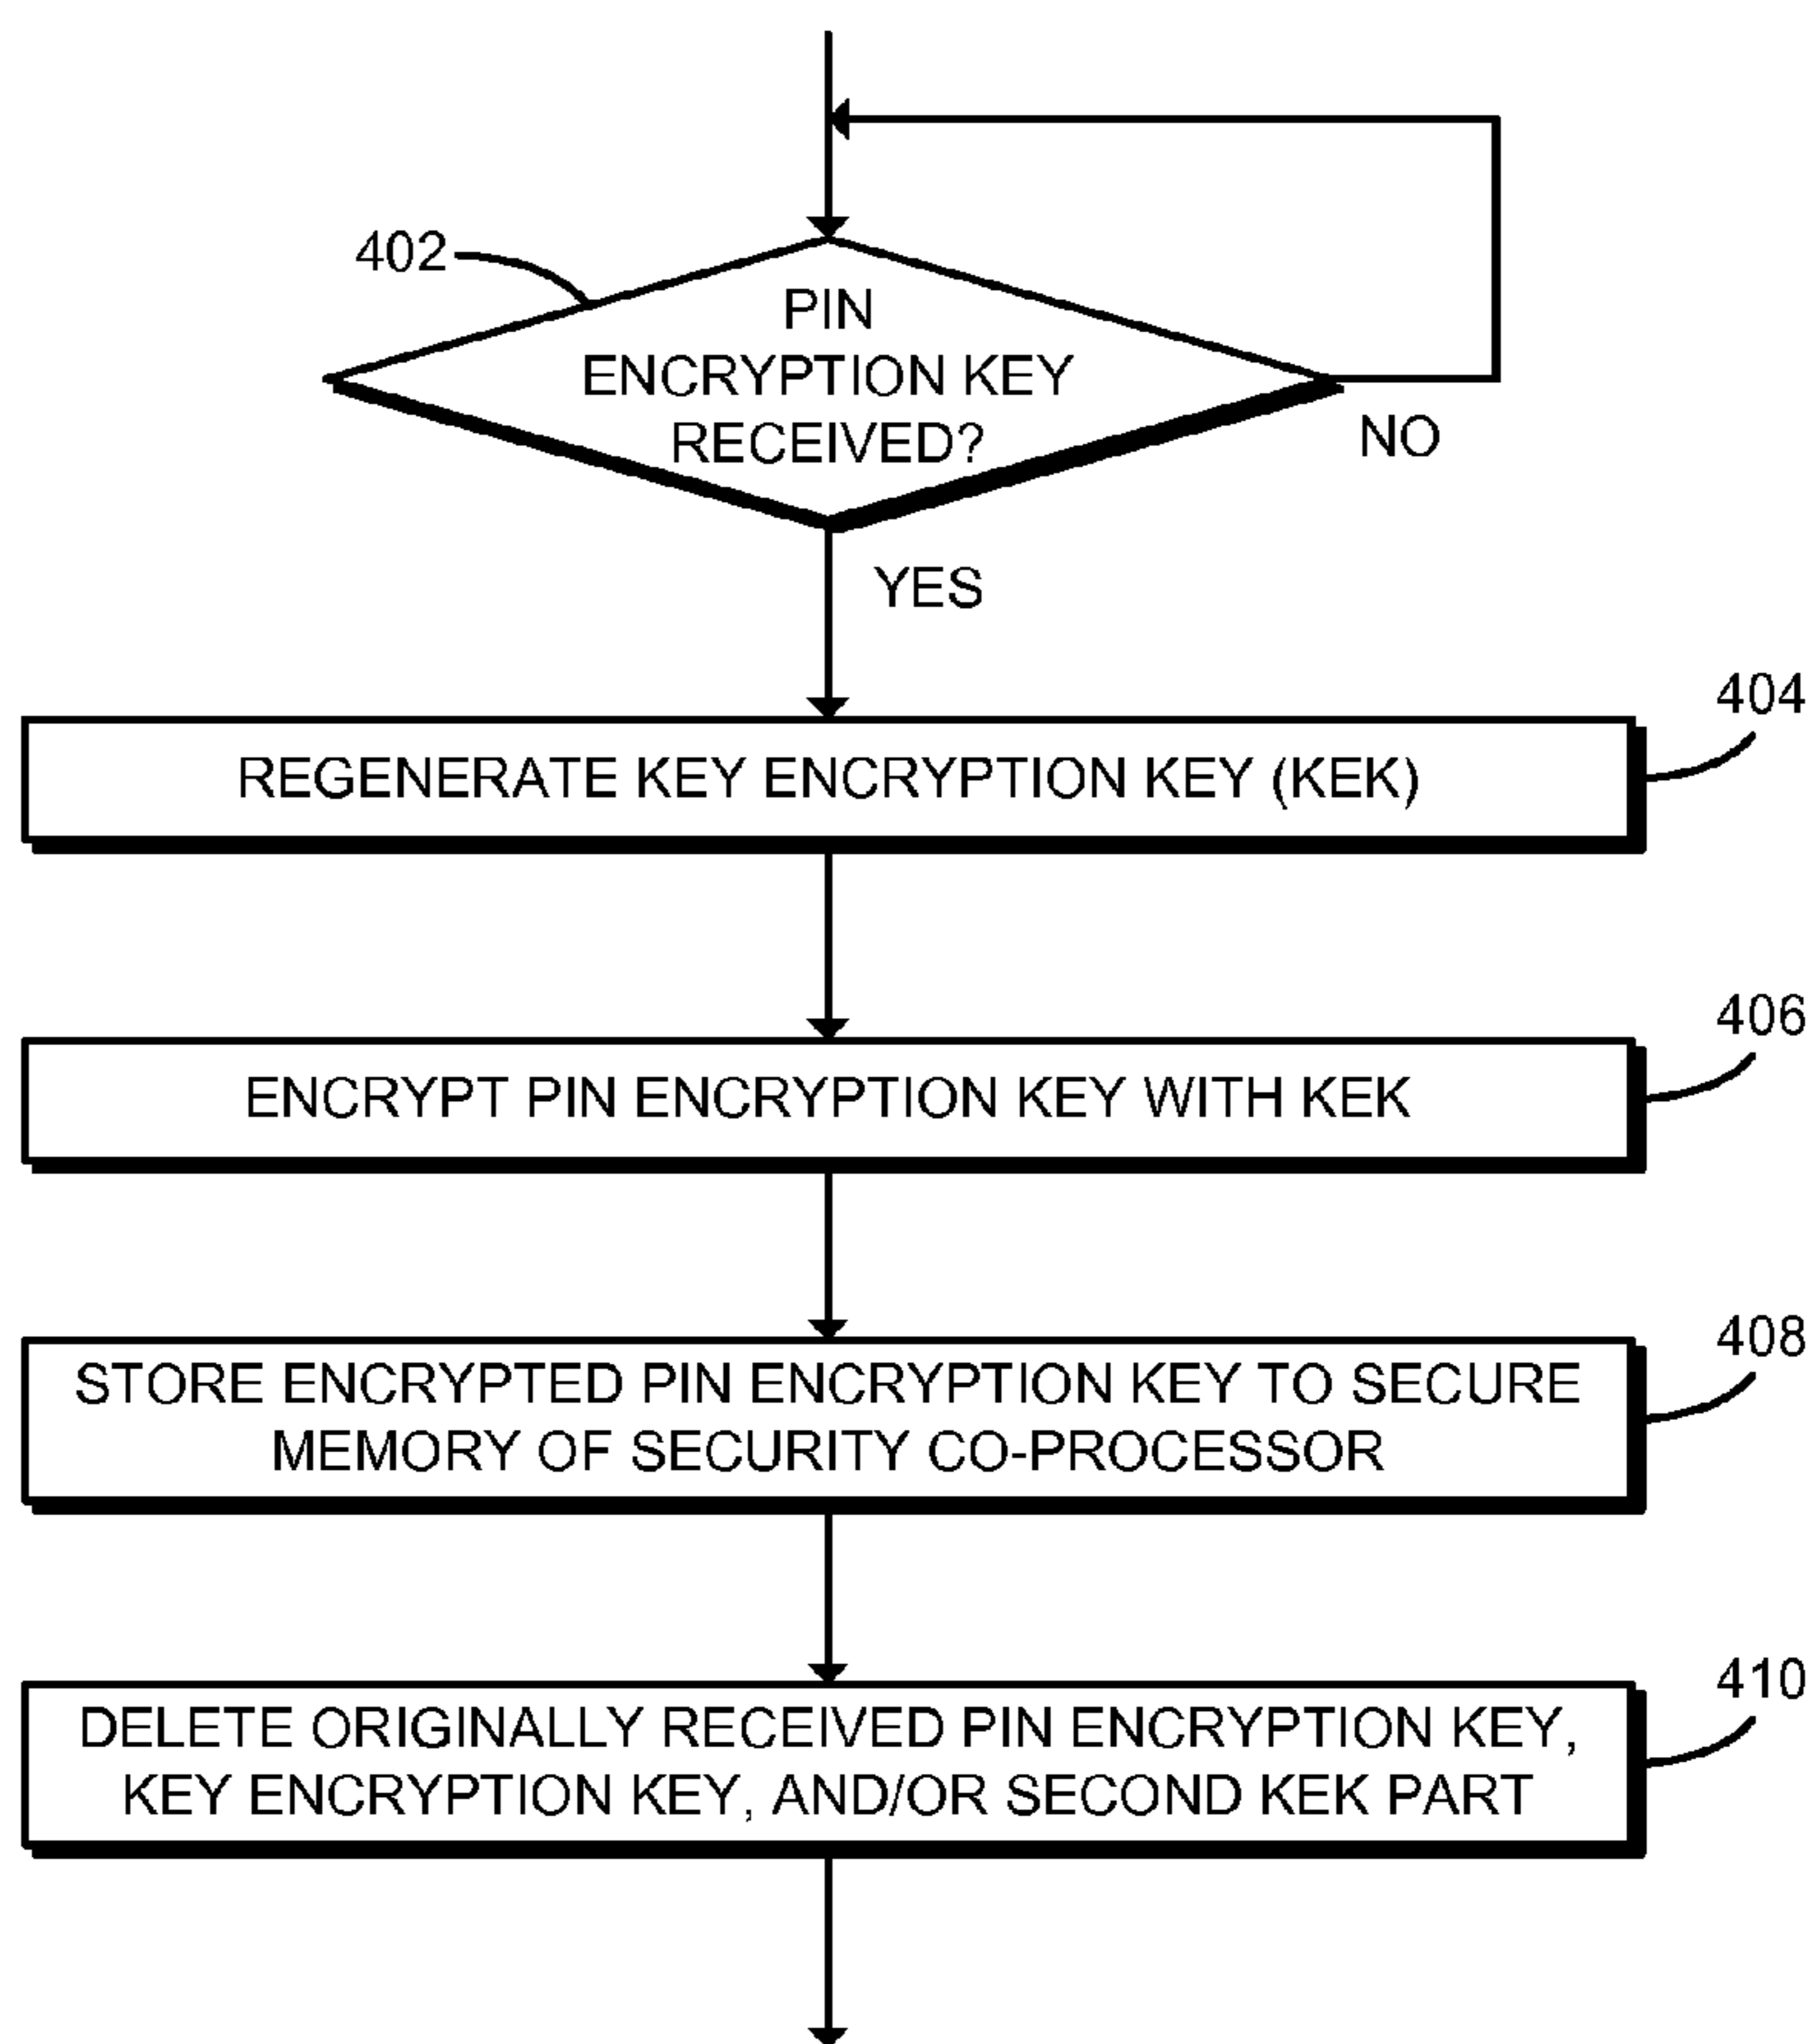 402
PIN
ENCRYPTION KEY
RECEIVED?
NO
YES
404
REGENERATE KEY ENCRYPTION KEY (KEK)
406
ENCRYPT PIN ENCRYPTION KEY WITH KEK
408
STORE ENCRYPTED PIN ENCRYPTION KEY TO SECURE
MEMORY OF SECURITY CO-PROCESSOR
410
DELETE ORIGINALLY RECEIVED PIN ENCRYPTION KEY,
KEY ENCRYPTION KEY, AND/OR SECOND KEK PART